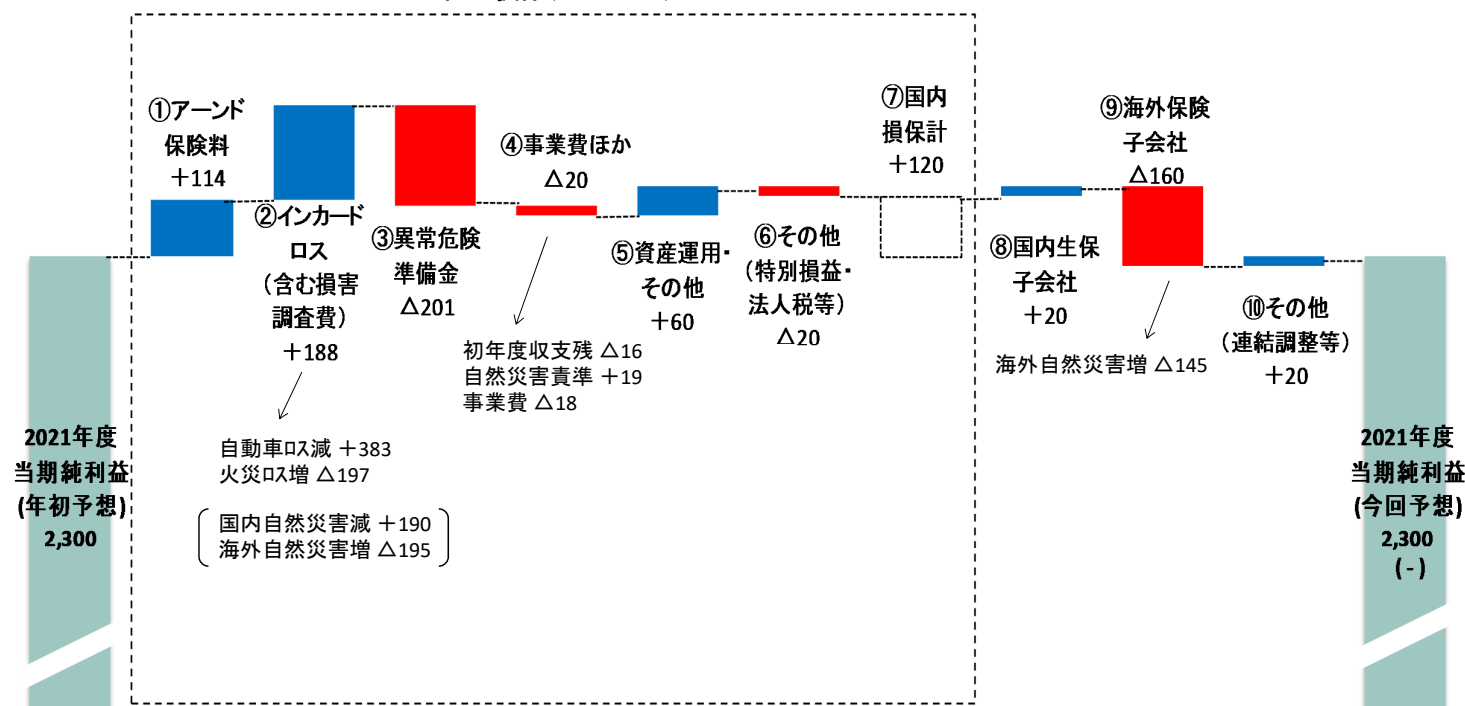 ①アーンド
保険料
＋114
②インカード
ロス
（含む損害
調査費）
＋188
自動車ロス減 ＋383
火災ロス増 △197
国内自然災害減 ＋190
海外自然災害増 △195
③異常危険
準備金
△201
④事業費ほか
△20
初年度収支残 △16
自然災害責準 ＋19
事業費 △18
⑤資産運用・
その他
＋60
⑥その他
（特別損益・
法人税等）
△20
⑦国内
損保計
＋120
⑧国内生保
子会社
＋20
⑨海外保険
子会社
△160
海外自然災害増 △145
⑩その他
（連結調整等）
＋20
2021年度
当期純利益
(年初予想)
2,300
2021年度
当期純利益
(今回予想)
2,300
(-)